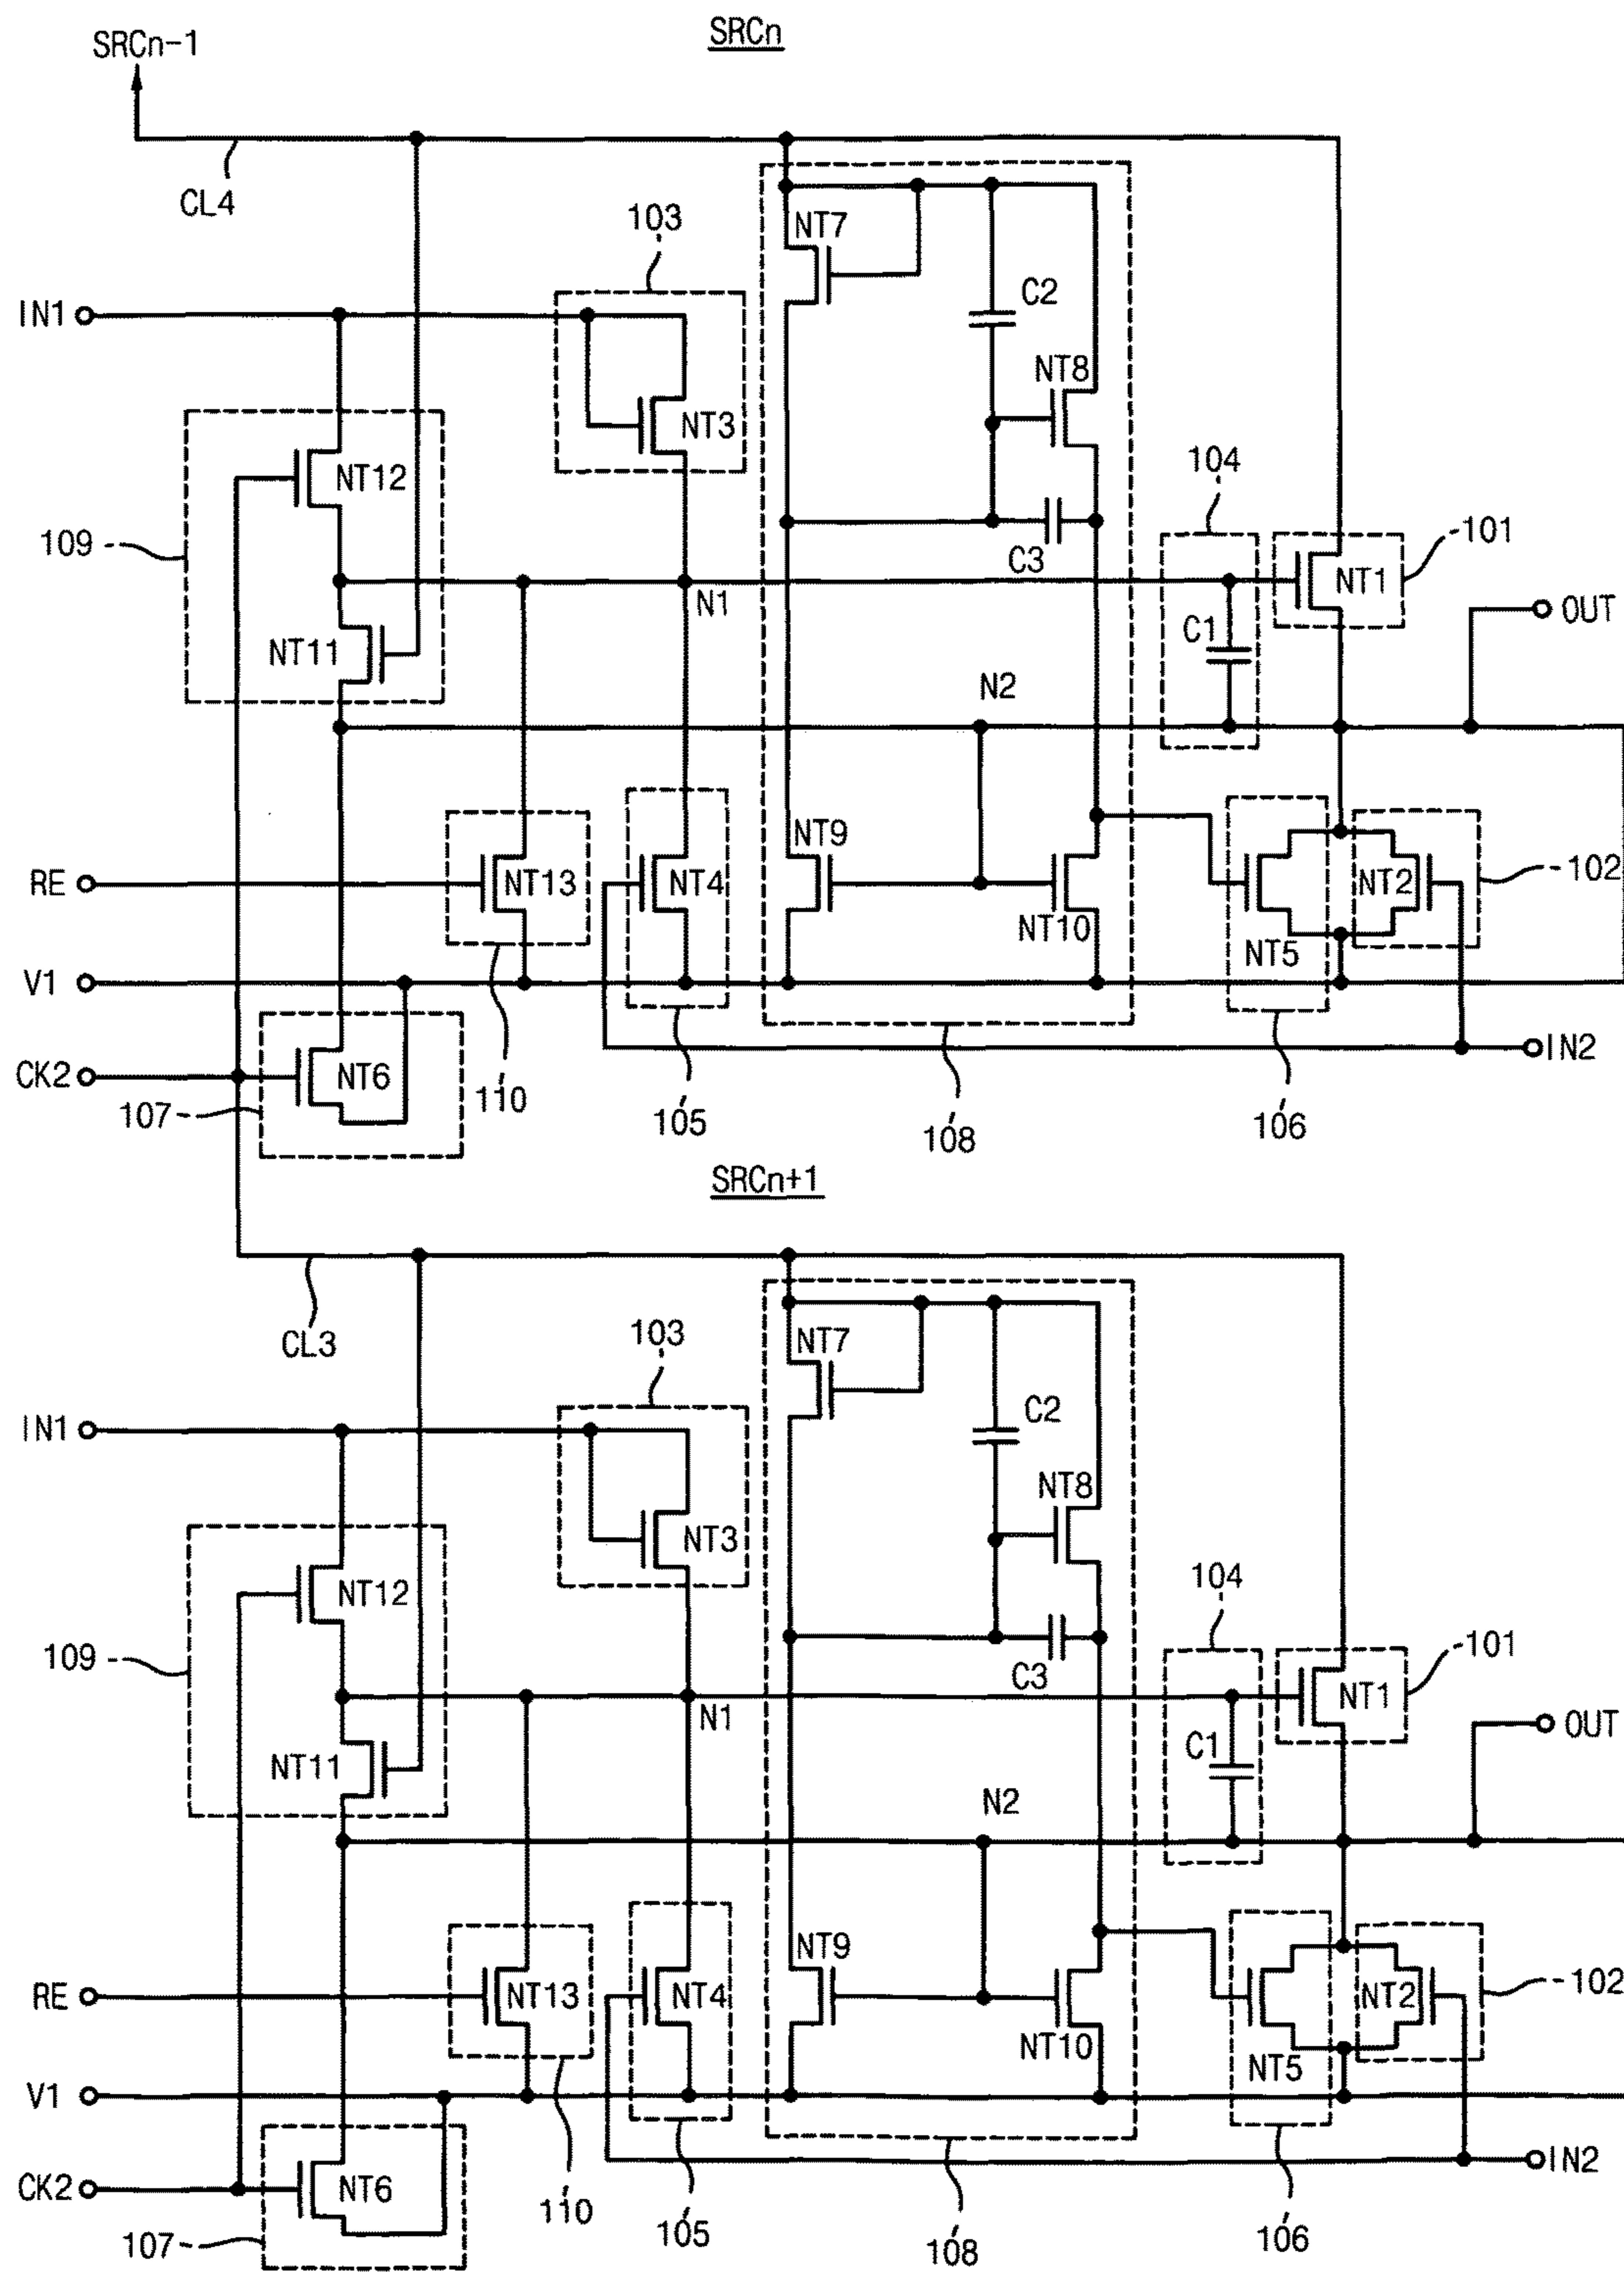 SRCn
SRCn-1
CL4
103
NT7
C2
IN1
NT8
NT3
104
NT12
101
109
C3
NT1
N1
OUT
C1
NT11
N2
NT9
RE
NT13
NT4
NT2
102
NT10
NT5
V1
IN2
CK2
NT6
110
107
105
108
106
SRCn+1
CL3
103
NT7
C2
IN1
NT8
NT3
104
NT12
101
109
C3
NT1
N1
OUT
C1
NT11
N2
NT9
RE
NT13
NT4
NT2
102
NT10
NT5
V1
IN2
CK2
NT6
110
107
105
108
106